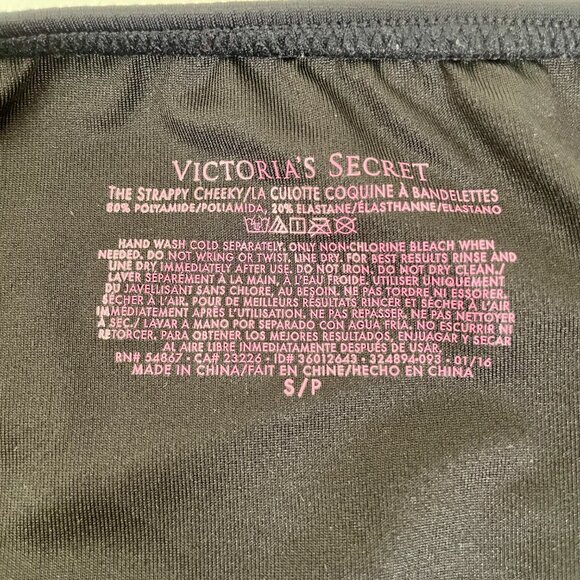 VICTORIA'S SECRET
THE STRAPPY CHEEKY/LA CULOTTE COQUINE À BANDELETTES
80% POLYAMIDE/POLIAMIDA, 20% ELASTANE/ÉLASTHANNE/ELASTANO
HAND WASH COLD SEPARATELY. ONLY NON-CHLORINE BLEACH WHEN
NEEDED. DO NOT WRING OR TWIST. LINE DRY. FOR BEST RESULTS RINSE AND
LINE DRY IMMEDIATELY AFTER USE. DO NOT IRON. DO NOT DRY CLEAN./
LAVER SÉPARÉMENT À LA MAIN, À L'EAU FROIDE. UTILISER UNIQUEMENT
DU JAVELLISANT SANS CHLORE, AU BESOIN. NE PAS TORDRE NI ESSORER.
SÉCHER À L'AIR. POUR DE MEILLEURS RÉSULTATS RINCER ET SÉCHER À L'AIR
IMMÉDIATEMENT APRÈS L'UTILISATION. NE PAS REPASSER. NE PAS NETTOYER
À SEC./ LAVAR A MANO POR SEPARADO CON AGUA FRÍA. NO ESCURRIR NI
RETORCER. PARA OBTENER LOS MEJORES RESULTADOS, ENJUAGAR Y SECAR
AL AIRE LIBRE INMEDIATAMENTE DESPUÉS DE USAR.
RN# 54867 • CA# 23226 • ID# 36012643 • 324894-093 • 01/16
MADE IN CHINA/FAIT EN CHINE/HECHO EN CHINA
S/P